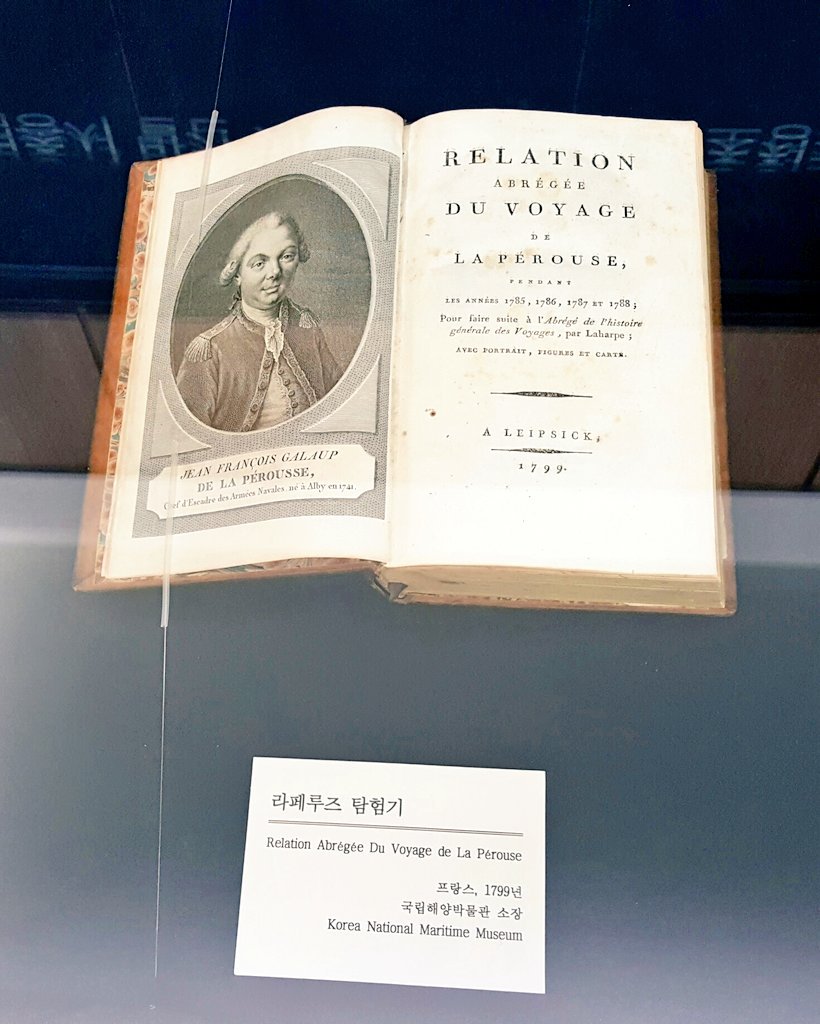 JEAN FRANÇOIS GALAUP
DE LA PÉROUSSE,
Chef d'Escadre des Armées Navales. né à Alby en 1741.
RELATION
ABRÉGÉE
DU VOYAGE
DE
LA PÉROUSE,
PENDANT
LES ANNÉES 1785, 1786, 1787 ET 1788;
Pour faire suite à l'Abrégé de l'histoire
générale des Voyages, par Laharpe;
AVEC PORTRAIT, FIGURES ET CARTE.
A LEIPSICK,
1799.
라페루즈 탐험기
Relation Abrégée Du Voyage de La Pérouse
프랑스, 1799년
국립해양박물관 소장
Korea National Maritime Museum